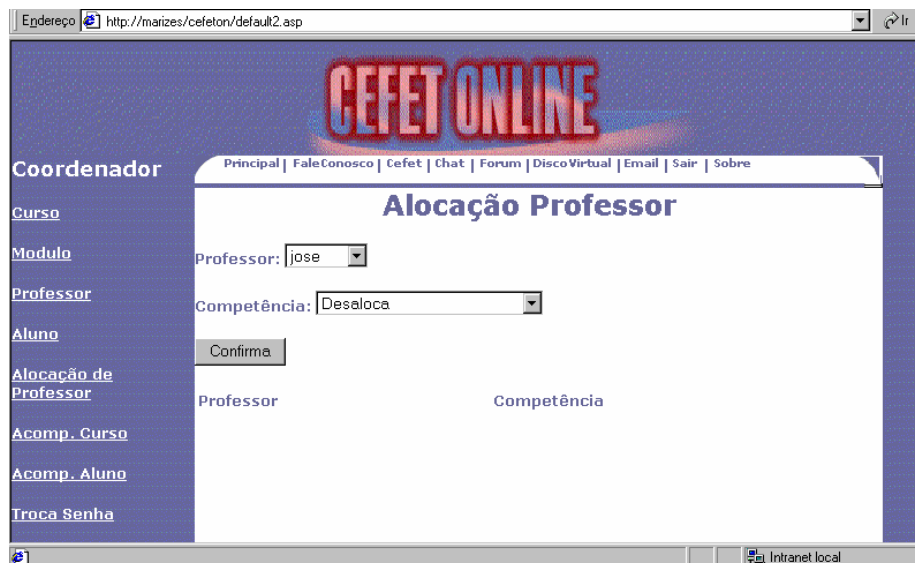 Endereço http://marizes/cefeton/default2.asp Ir
CEFET ONLINE
Coordenador
Principal | FaleConosco | Cefet | Chat | Forum | DiscoVirtual | Email | Sair | Sobre
Alocação Professor
Curso
Modulo
Professor
Aluno
Alocação de
Professor
Acomp. Curso
Acomp. Aluno
Troca Senha
Professor: jose
Competência: Desaloca
Confirma
Professor Competência
Intranet local